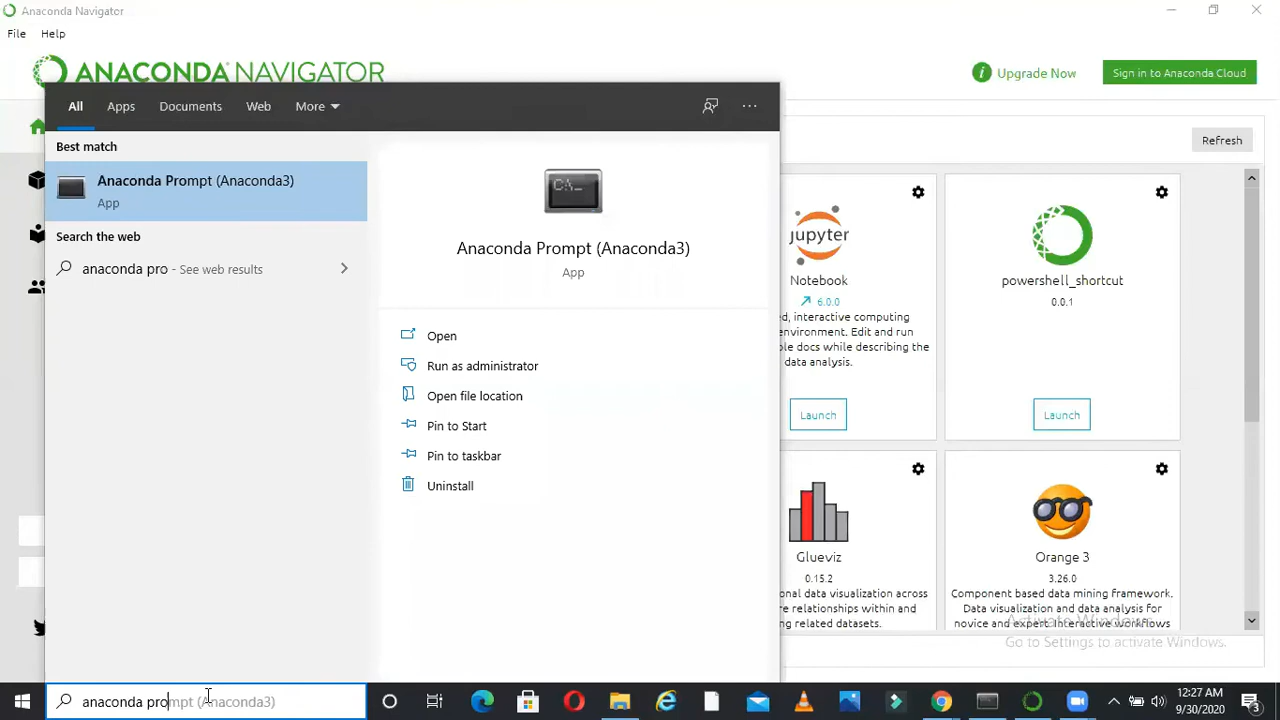 Anaconda Navigator
File Help
ANACONDA NAVIGATOR
Upgrade Now
Sign in to Anaconda Cloud
All Apps Documents Web More
Best match
Anaconda Prompt (Anaconda3)
App
Search the web
anaconda pro - See web results
Anaconda Prompt (Anaconda3)
App
Open
Run as administrator
Open file location
Pin to Start
Pin to taskbar
Uninstall
Refresh
jupyter
Notebook
6.0.0
ed, interactive computing
environment. Edit and run
ple docs while describing the
data analysis.
Launch
powershell_shortcut
0.0.1
Launch
Glueviz
0.15.2
onal data visualization across
re relationships within and
ng related datasets.
Orange 3
3.26.0
Component based data mining framework.
Data visualization and data analysis for
novice and expert. Interactive workflows
Activate Windows
Go to Settings to activate Windows.
anaconda prompt (Anaconda3)
12:27 AM
9/30/2020
3